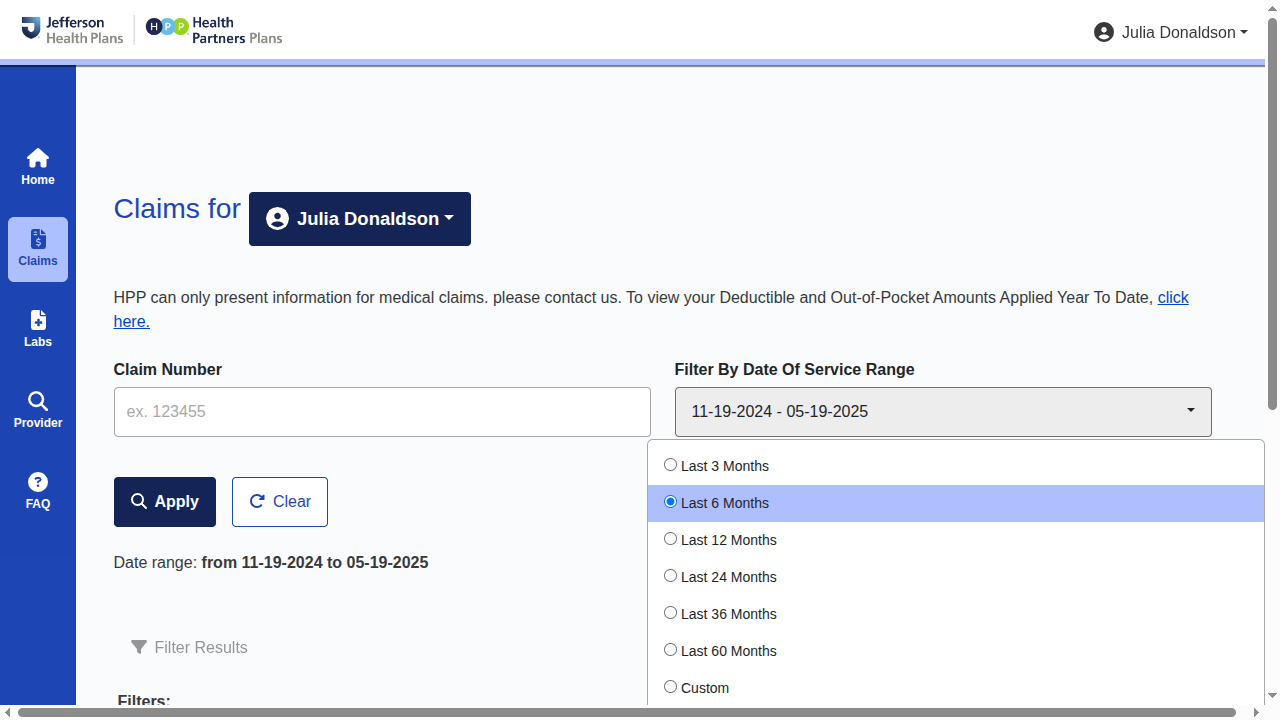 Jefferson
Health Plans
HPP
Health
Partners Plans
Julia Donaldson
Home
Claims
Labs
Provider
FAQ
Claims for
Julia Donaldson
HPP can only present information for medical claims. please contact us. To view your Deductible and Out-of-Pocket Amounts Applied Year To Date, click
here.
Claim Number
ex. 123455
Filter By Date Of Service Range
11-19-2024 - 05-19-2025
Last 3 Months
Last 6 Months
Last 12 Months
Last 24 Months
Last 36 Months
Last 60 Months
Custom
Apply
Clear
Date range: from 11-19-2024 to 05-19-2025
Filter Results
Filters: